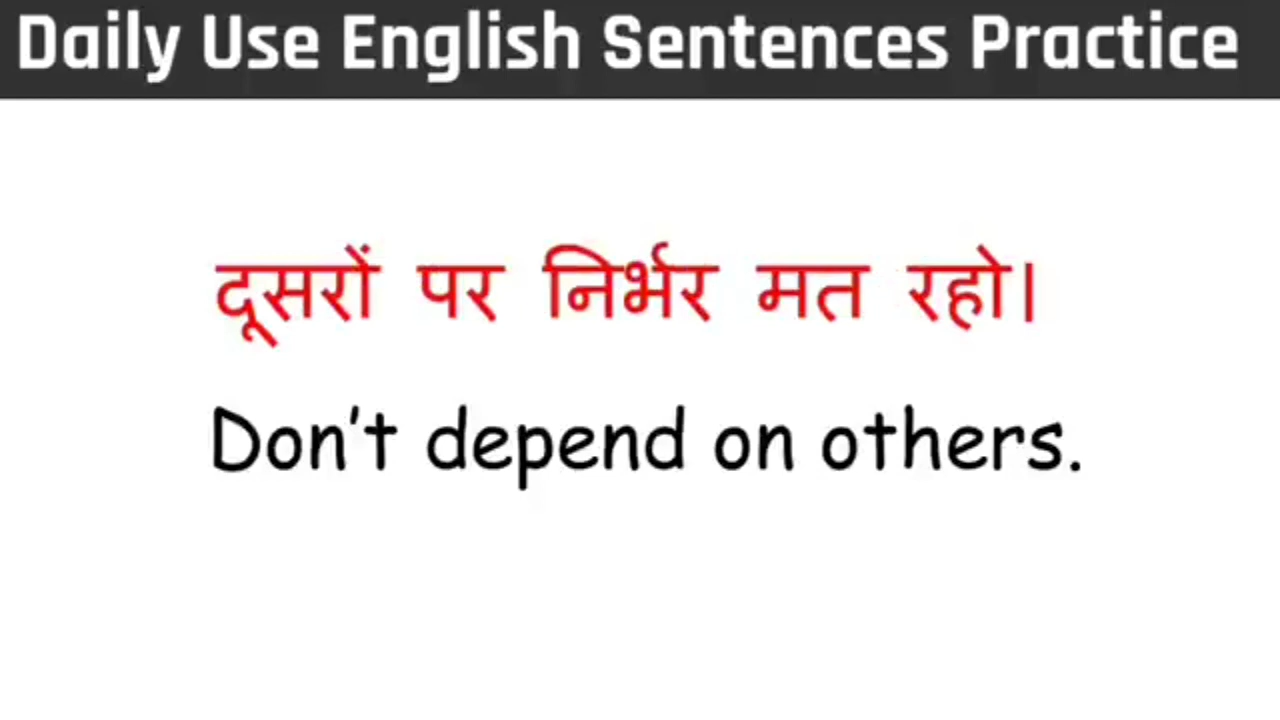 Daily Use English Sentences Practice
दूसरों पर निर्भर मत रहो।
Don't depend on others.